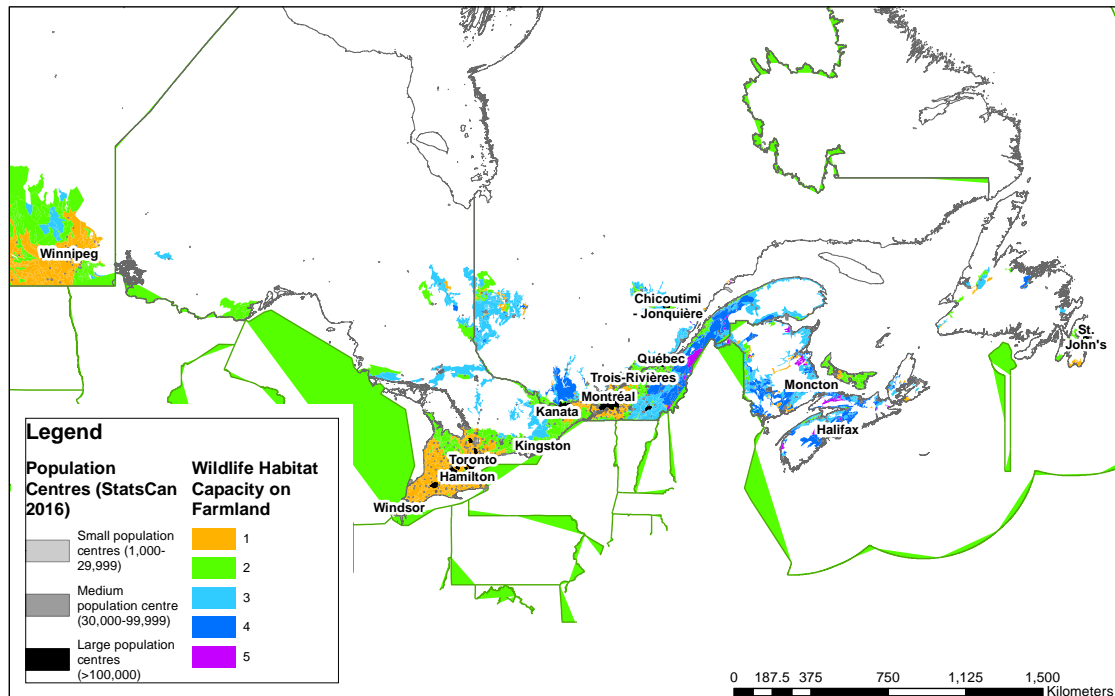 Winnipeg
Chicoutimi
- Jonquière
St.
John's
Québec
Trois-Rivières
Moncton
Montréal
Kanata
Halifax
Kingston
Toronto
Hamilton
Windsor
Legend
Population
Centres (StatsCan
2016)
Small population
centres (1,000-
29,999)
Medium
population centre
(30,000-99,999)
Large population
centres
(>100,000)
Wildlife Habitat
Capacity on
Farmland
1
2
3
4
5
0 187.5 375 750 1,125 1,500
Kilometers